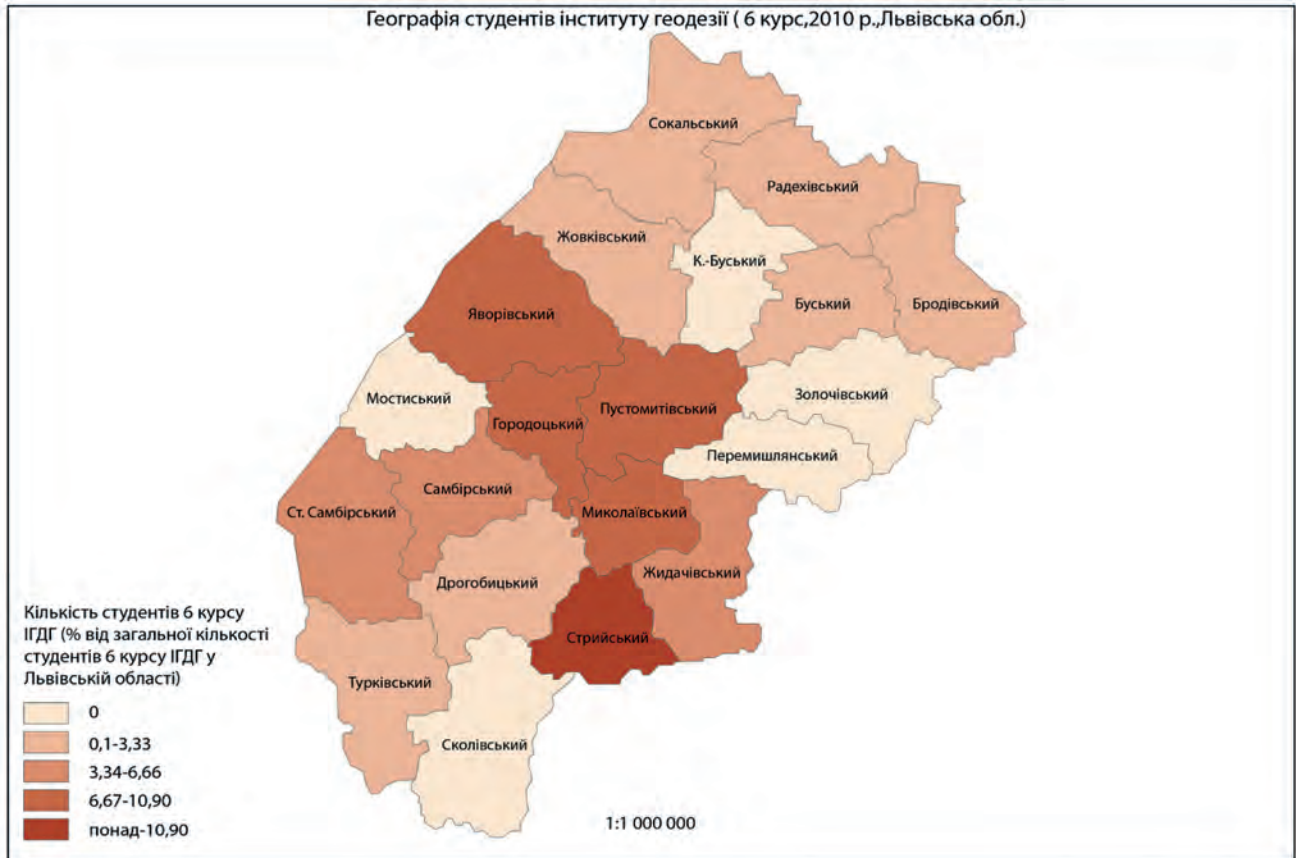 Географія студентів інституту геодезії ( 6 курс,2010 р.,Львівська обл.)
Сокальський
Радехівський
Жовківський
К.-Буський
Буський
Бродівський
Яворівський
Мостиський
Городоцький
Пустомитівський
Золочівський
Перемишлянський
Самбірський
Ст. Самбірський
Миколаївський
Дрогобицький
Жидачівський
Стрийський
Турківський
Сколівський
Кількість студентів 6 курсу
ІГДГ (% від загальної кількості
студентів 6 курсу ІГДГ у
Львівській області)
0
0,1-3,33
3,34-6,66
6,67-10,90
понад-10,90
1:1 000 000